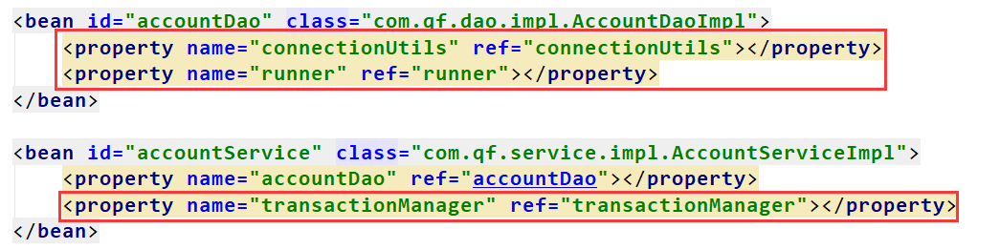 <bean id="accountDao" class="com.qf.dao.impl.AccountDaoImpl">
<property name="connectionUtils" ref="connectionUtils"></property>
<property name="runner" ref="runner"></property>
</bean>
<bean id="accountService" class="com.qf.service.impl.AccountServiceImpl">
<property name="accountDao" ref="accountDao"></property>
<property name="transactionManager" ref="transactionManager"></property>
</bean>